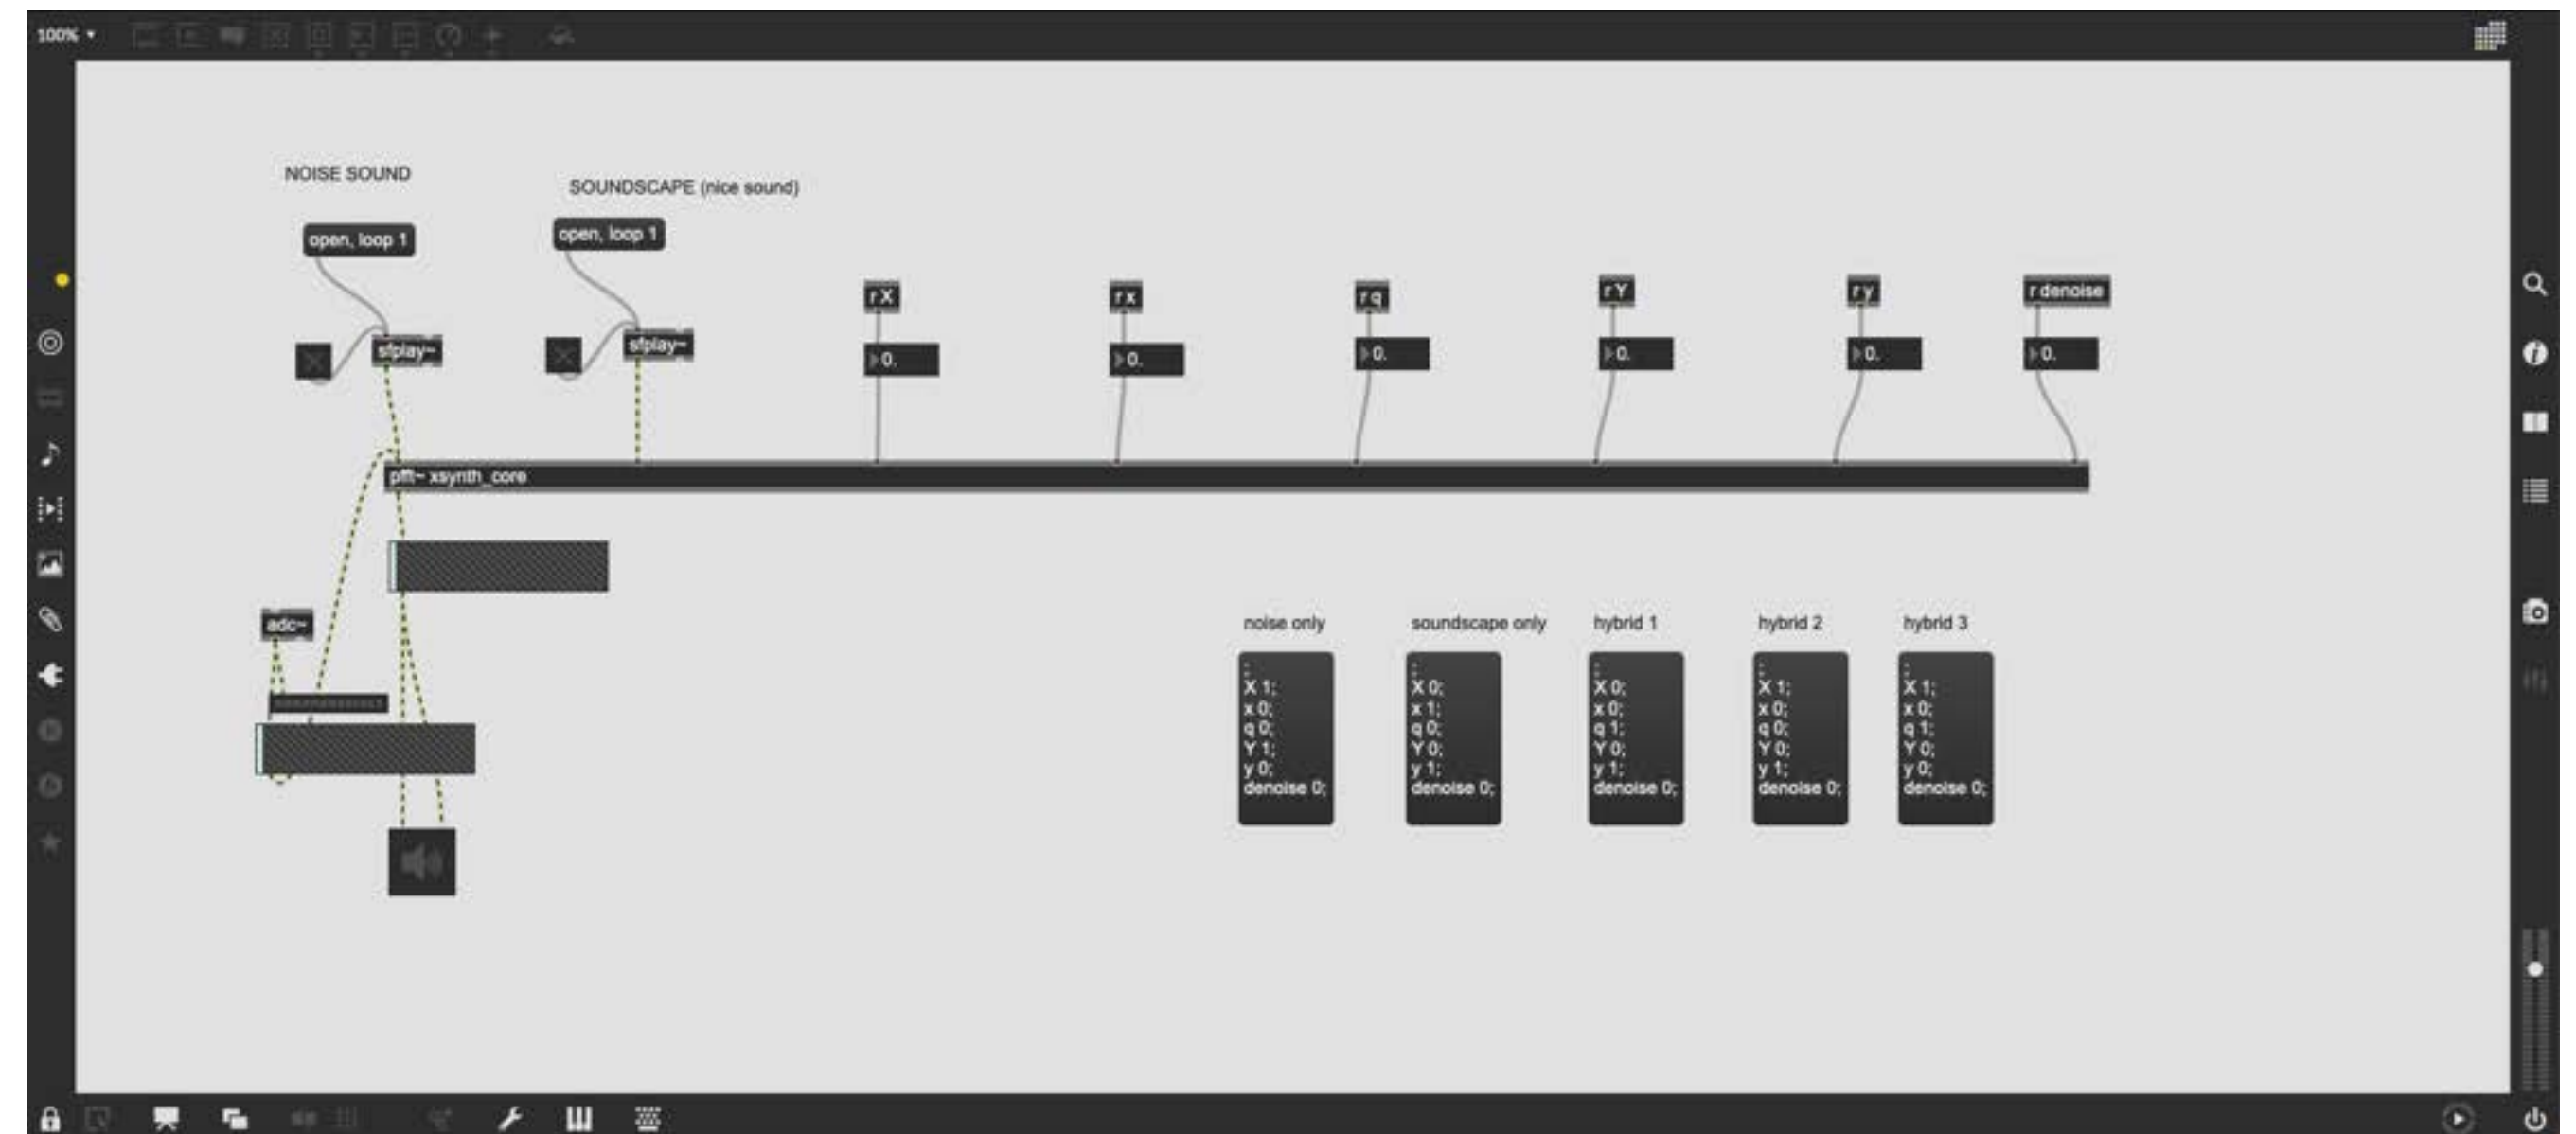 100%
NOISE SOUND
SOUNDSCAPE (nice sound)
open, loop 1
open, loop 1
r X
r x
r q
r Y
r y
r denoise
sfplay~
sfplay~
0.
0.
0.
0.
0.
0.
pfft~ xsynth_core
adc~
noise only
soundscape only
hybrid 1
hybrid 2
hybrid 3
;
X 1;
x 0;
q 0;
Y 1;
y 0;
denoise 0;
;
X 0;
x 1;
q 0;
Y 0;
y 1;
denoise 0;
;
X 0;
x 0;
q 1;
Y 0;
y 1;
denoise 0;
;
X 1;
x 0;
q 0;
Y 0;
y 1;
denoise 0;
;
X 1;
x 0;
q 1;
Y 0;
y 0;
denoise 0;